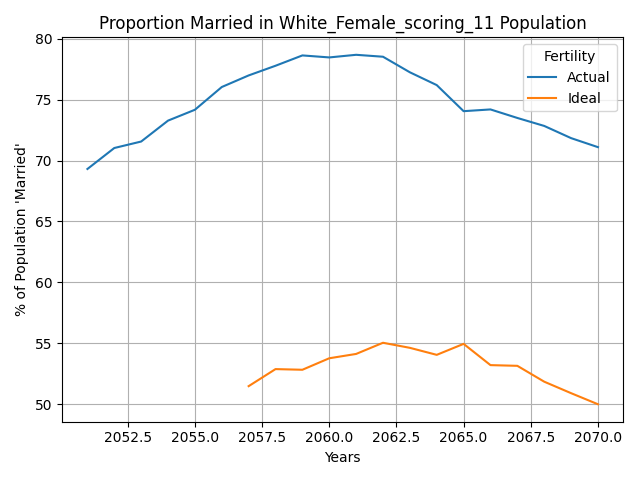 Proportion Married in White_Female_scoring_11 Population
Fertility
Actual
Ideal
% of Population 'Married'
80
75
70
65
60
55
50
2052.5 2055.0 2057.5 2060.0 2062.5 2065.0 2067.5 2070.0
Years